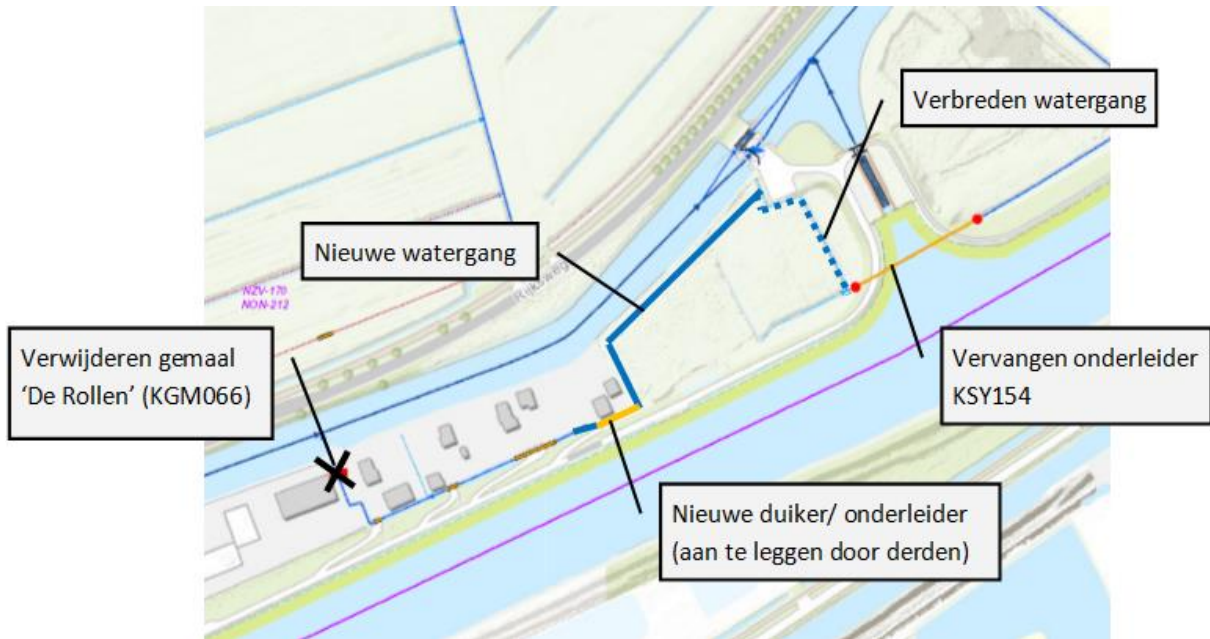 Verbreden watergang
Nieuwe watergang
Rijksweg
NZV-170
NON-212
Verwijderen gemaal
‘De Rollen’ (KGM066)
Vervangen onderleider
KSY154
Nieuwe duiker/ onderleider
(aan te leggen door derden)